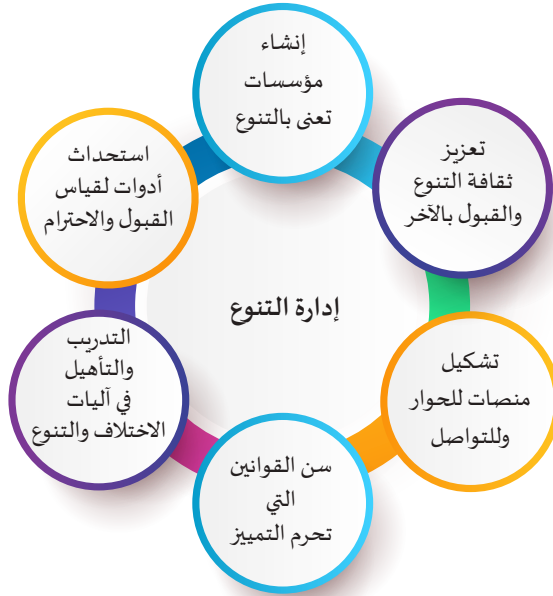 إنشاء
مؤسسات
تعنى بالتنوع
تعزيز
ثقافة التنوع
والقبول بالآخر
تشكيل
منصات للحوار
وللتواصل
سن القوانين
التي
تحرم التمييز
التدريب
والتأهيل
في آليات
الاختلاف والتنوع
استحداث
أدوات لقياس
القبول والاحترام
إدارة التنوع